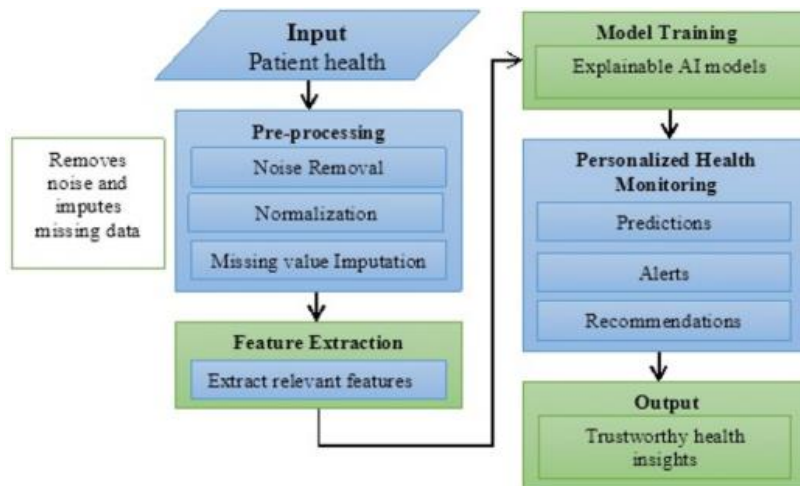 Input
Patient health
Pre-processing
Noise Removal
Normalization
Missing value Imputation
Removes
noise and
imputes
missing data
Feature Extraction
Extract relevant features
Model Training
Explainable AI models
Personalized Health
Monitoring
Predictions
Alerts
Recommendations
Output
Trustworthy health
insights